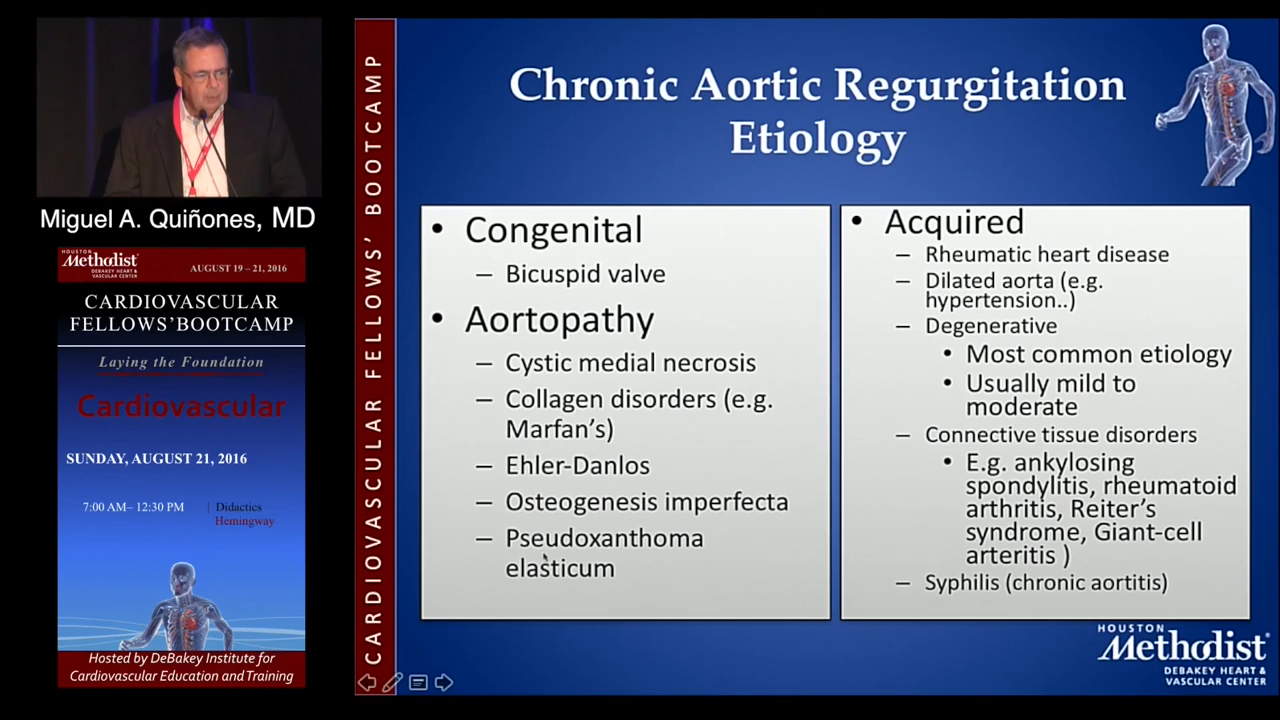 Miguel A. Quiñones, MD
HOUSTON
Methodist
DEBAKEY HEART &
VASCULAR CENTER
AUGUST 19 – 21, 2016
CARDIOVASCULAR
FELLOWS'BOOTCAMP
Laying the Foundation
Cardiovascular
SUNDAY, AUGUST 21, 2016
7:00 AM– 12:30 PM | Didactics
Hemingway
Hosted by DeBakey Institute for
Cardiovascular Education and Training
CARDIOVASCULAR FELLOWS' BOOTCAMP
Chronic Aortic Regurgitation
Etiology
• Congenital
– Bicuspid valve
• Aortopathy
– Cystic medial necrosis
– Collagen disorders (e.g.
Marfan's)
– Ehler-Danlos
– Osteogenesis imperfecta
– Pseudoxanthoma
elasticum
• Acquired
– Rheumatic heart disease
– Dilated aorta (e.g.
hypertension..)
– Degenerative
• Most common etiology
• Usually mild to
moderate
– Connective tissue disorders
• E.g. ankylosing
spondylitis, rheumatoid
arthritis, Reiter's
syndrome, Giant-cell
arteritis )
– Syphilis (chronic aortitis)
HOUSTON
Methodist
DEBAKEY HEART &
VASCULAR CENTER